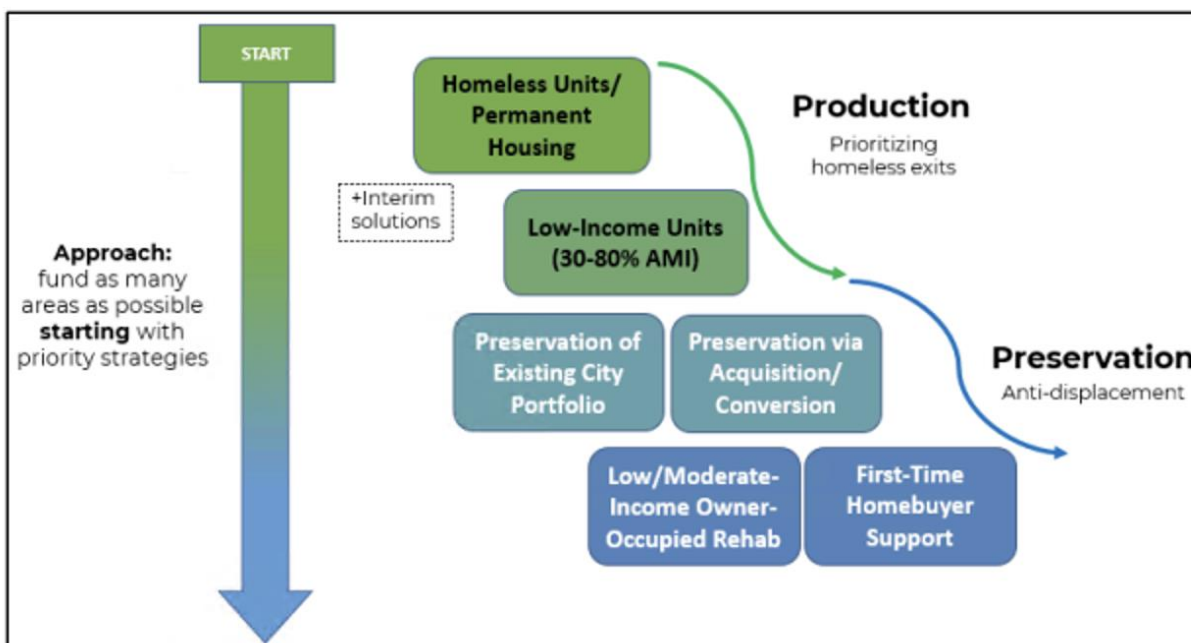 START
Approach:
fund as many
areas as possible
starting with
priority strategies
Homeless Units/
Permanent
Housing
+Interim
solutions
Low-Income Units
(30-80% AMI)
Preservation of
Existing City
Portfolio
Preservation via
Acquisition/
Conversion
Low/Moderate-
Income Owner-
Occupied Rehab
First-Time
Homebuyer
Support
Production
Prioritizing
homeless exits
Preservation
Anti-displacement